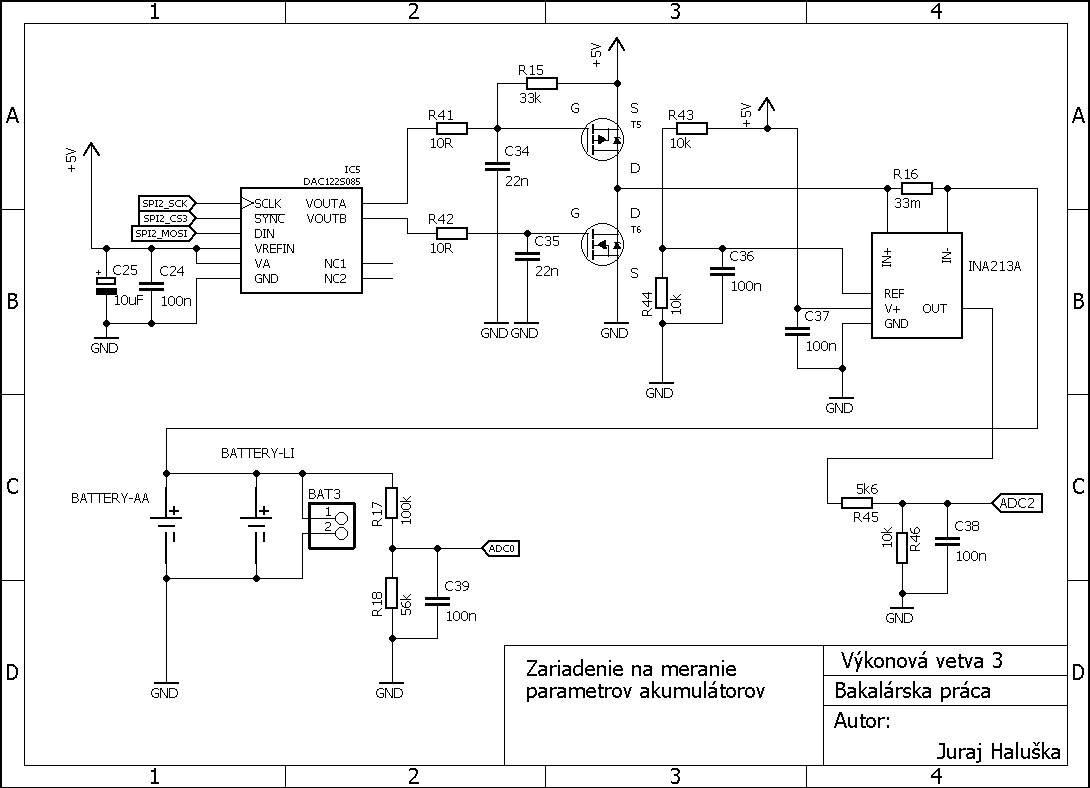 1 2 3 4
A A
B B
C C
D D
+5V
R15
33k
G
S
T5
D
R41
10R
C34
22n
R43
10k
+5V
+5V
IC5
DAC122S085
SPI2_SCK
SPI2_CS3
SPI2_MOSI
SCLK
SYNC
DIN
VREFIN
VA
GND
VOUTA
VOUTB
NC1
NC2
C25
10uF
C24
100n
GND
R42
10R
C35
22n
GND
GND
G
D
T6
S
GND
R44
10k
C36
100n
GND
R16
33m
IN+
IN-
INA213A
REF
V+
GND
OUT
C37
100n
GND
BATTERY-AA
BATTERY-LI
BAT3
1
2
R17
100k
ADC0
R18
56k
C39
100n
GND
GND
5k6
R45
10k
R46
C38
100n
ADC2
GND
Zariadenie na meranie
parametrov akumulátorov
Výkonová vetva 3
Bakalárska práca
Autor:
Juraj Haluška
1 2 3 4